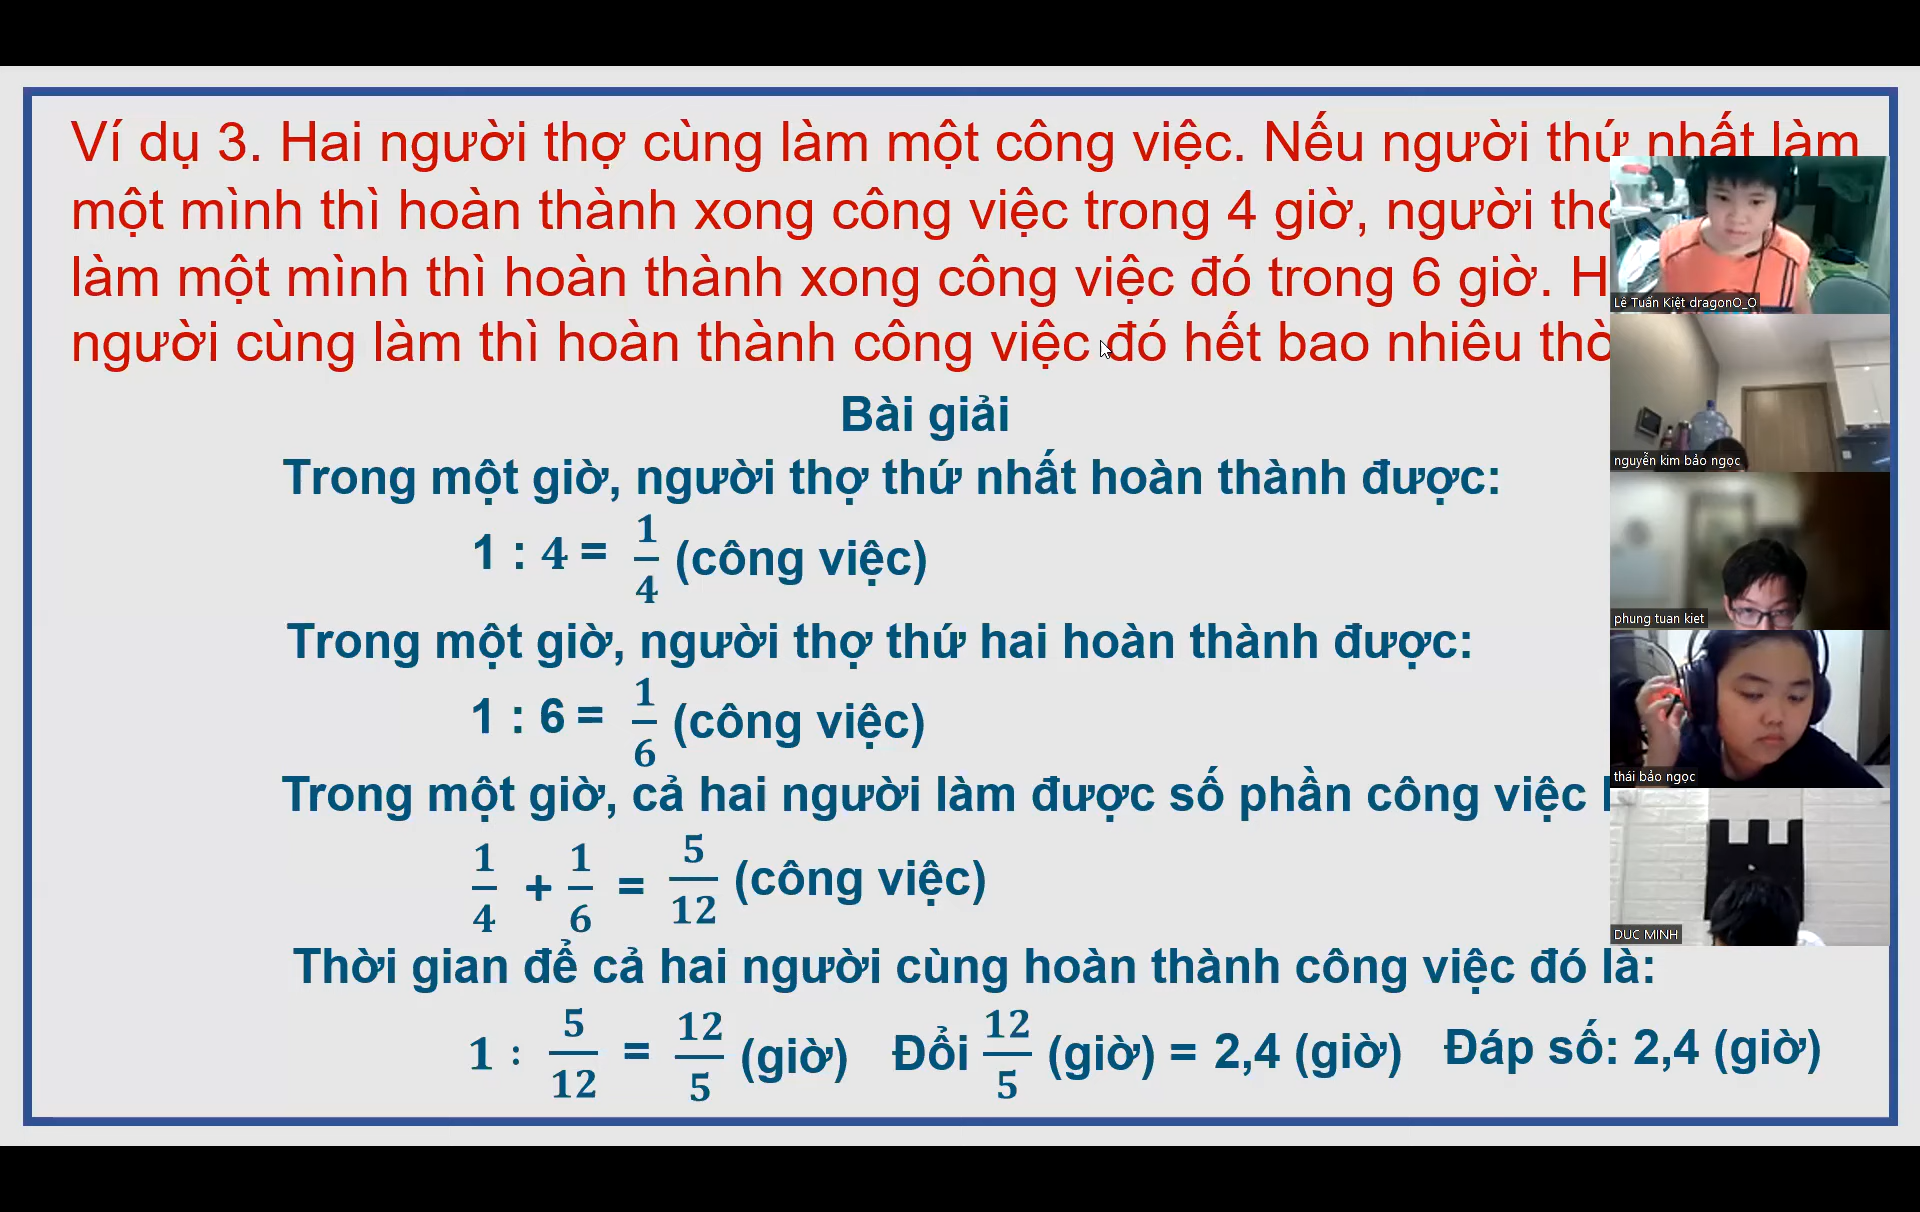 Ví dụ 3. Hai người thợ cùng làm một công việc. Nếu người thứ nhất làm
một mình thì hoàn thành xong công việc trong 4 giờ, người
làm một mình thì hoàn thành xong công việc đó trong 6 giờ.
người cùng làm thì hoàn thành công việc đó hết bao nhiêu
Bài giải
Trong một giờ, người thợ thứ nhất hoàn thành được:
1 : 4 = 1/4 (công việc)
Trong một giờ, người thợ thứ hai hoàn thành được:
1 : 6 = 1/6 (công việc)
Trong một giờ, cả hai người làm được số phần công việc
1/4 + 1/6 = 5/12 (công việc)
Thời gian để cả hai người cùng hoàn thành công việc đó là:
1 : 5/12 = 12/5 (giờ) Đổi 12/5 (giờ) = 2,4 (giờ) Đáp số: 2,4 (giờ)
Lê Tuấn Kiệt dragonO_O
nguyễn kim bảo ngọc
phung tuan kiet
thái bảo ngọc
DUC MINH